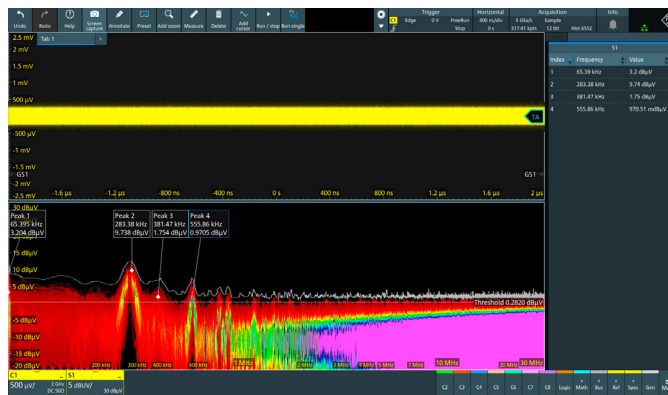 Trigger Horizontal Acquisition Info
C1 Edge 0 V FreeRun 400 ns/div 5 GSa/s Sample
Stop 0 s 317.41 kpts 12 bit Hist 6552
Undo Redo Help Screen capture Annotate Preset Add zoom Measure Delete Add cursor Run / stop Run single
Tab 1 +
2.5 mV
2 mV
1.5 mV
1 mV
500 µV
TA
-500 µV
-1 mV
-1.5 mV
GS1 GS1
-2 mV
-2.5 mV -1.6 µs -1.2 µs -800 ns -400 ns 0 s 400 ns 800 ns 1.2 µs 1.6 µs 2 µs
S1
Index Frequency Value
1 65.39 kHz 3.2 dBµV
2 283.38 kHz 9.74 dBµV
3 381.47 kHz 1.75 dBµV
4 555.86 kHz 970.51 mdBµV
30 dBµV
Peak 1 Peak 2 Peak 3 Peak 4
65.395 kHz 283.38 kHz 381.47 kHz 555.86 kHz
3.204 dBµV 9.738 dBµV 1.754 dBµV 0.9705 dBµV
15 dBµV
10 dBµV
5 dBµV
Threshold 0.2820 dBµV
-5 dBµV
-10 dBµV
-15 dBµV
-20 dBµV
200 kHz 300 kHz 400 kHz 600 kHz 1 MHz 2 MHz 3 MHz 4 MHz 5 MHz 7 MHz 10 MHz 20 MHz 30 MHz
C1 S1
500 µV/ 2 GHz DC 50Ω 5 dBUV/ 30 dBµV
C2 C3 C4 C5 C6 C7 C8 Logic Math Bus Ref Spec Gen